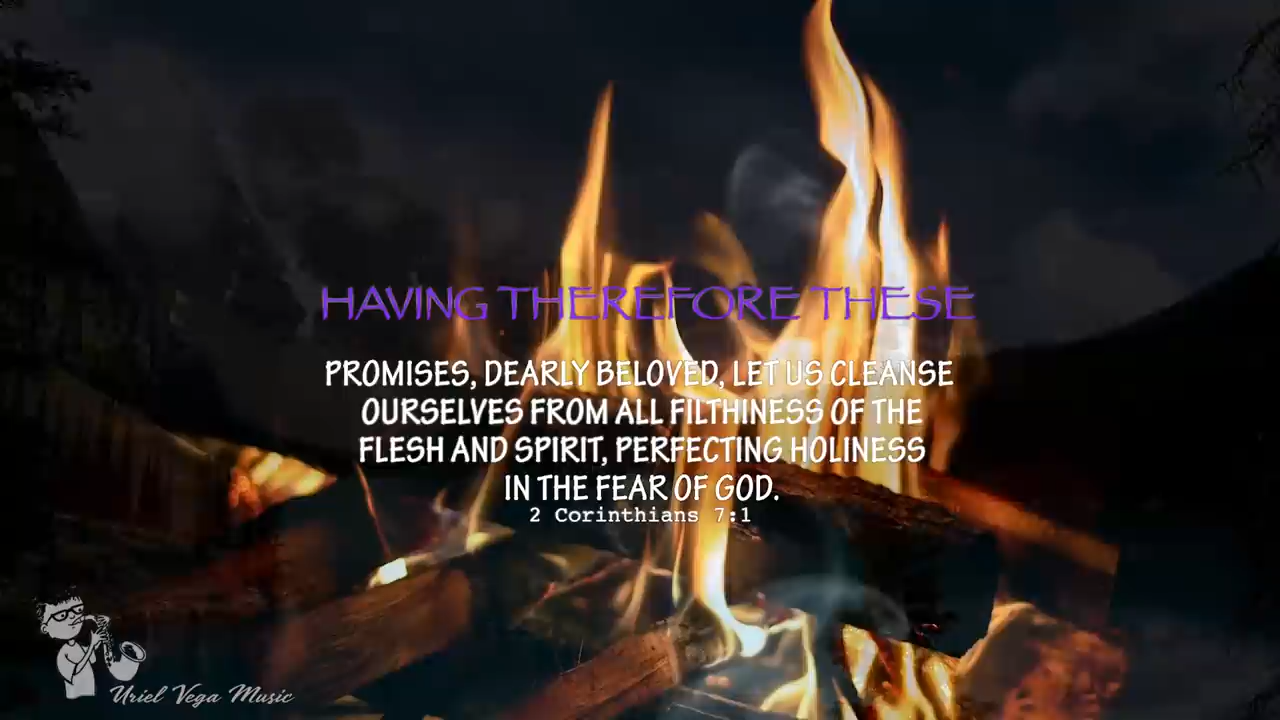 HAVING THEREFORE THESE
PROMISES, DEARLY BELOVED, LET US CLEANSE
OURSELVES FROM ALL FILTHINESS OF THE
FLESH AND SPIRIT, PERFECTING HOLINESS
IN THE FEAR OF GOD.
2 Corinthians 7:1
Uriel Vega Music